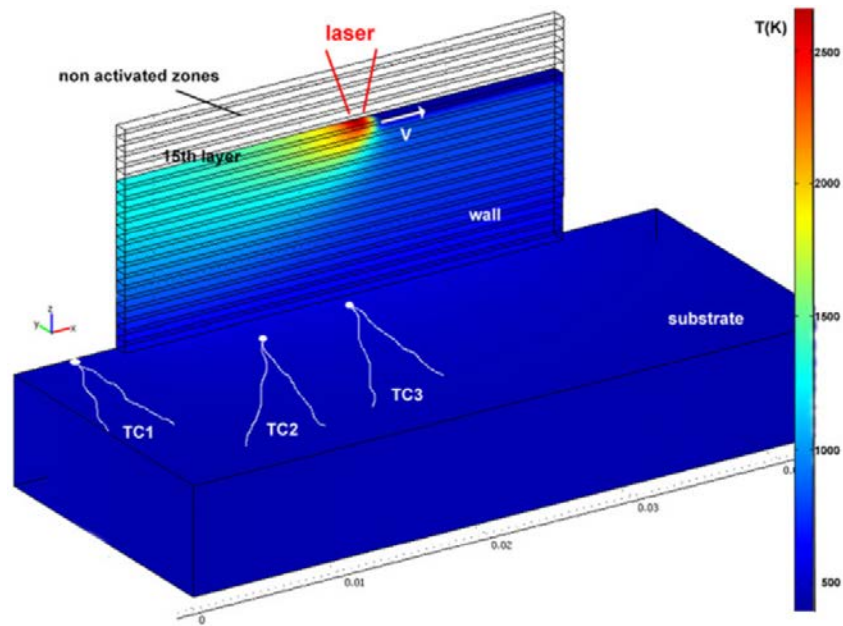 T(K)
laser
2500
non activated zones
V
15th layer
2000
wall
z
y
x
1500
substrate
TC3
TC2
TC1
1000
0.03
0.02
0.01
500
0